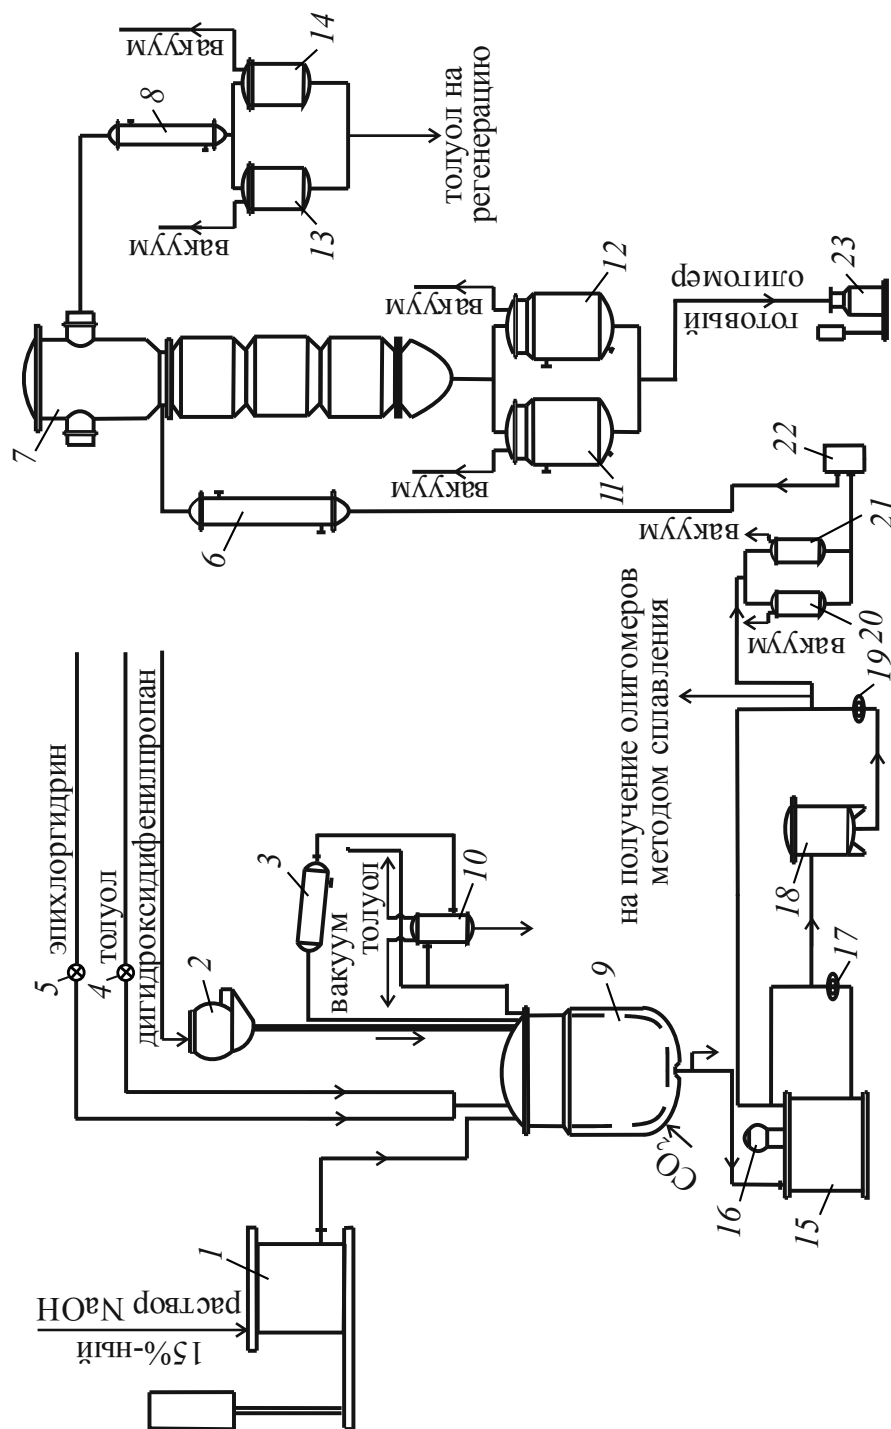 15%-ный
раствор NaOH
1
эпихлоргидрин
5
толуол
4
дигидроксидифенилпропан
2
3
вакуум
толуол
10
9
CO₂
16
15
17
18
19
на получение олигомеров
методом сплавления
вакуум
20
вакуум
21
22
6
7
вакуум
11
вакуум
12
готовый
олигомер
23
8
вакуум
13
вакуум
14
толуол на
регенерацию